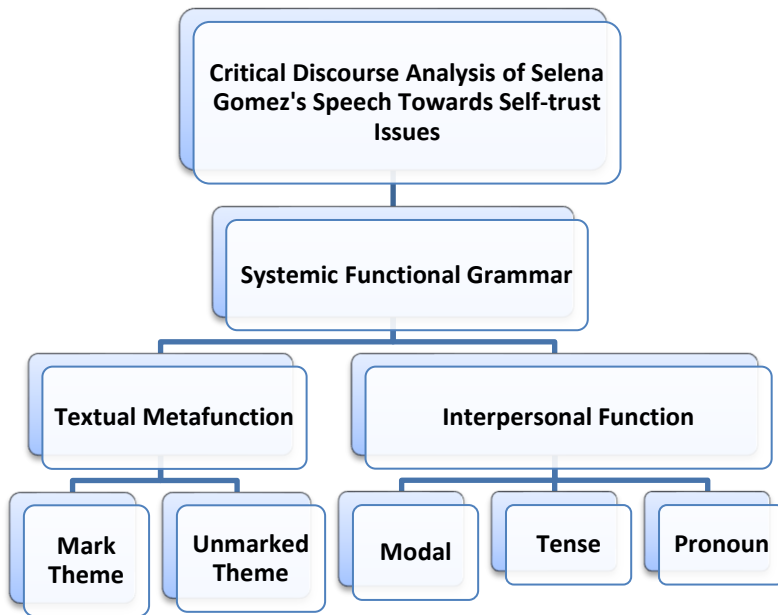 Critical Discourse Analysis of Selena
Gomez's Speech Towards Self-trust
Issues
Systemic Functional Grammar
Textual Metafunction
Interpersonal Function
Mark
Theme
Unmarked
Theme
Modal
Tense
Pronoun